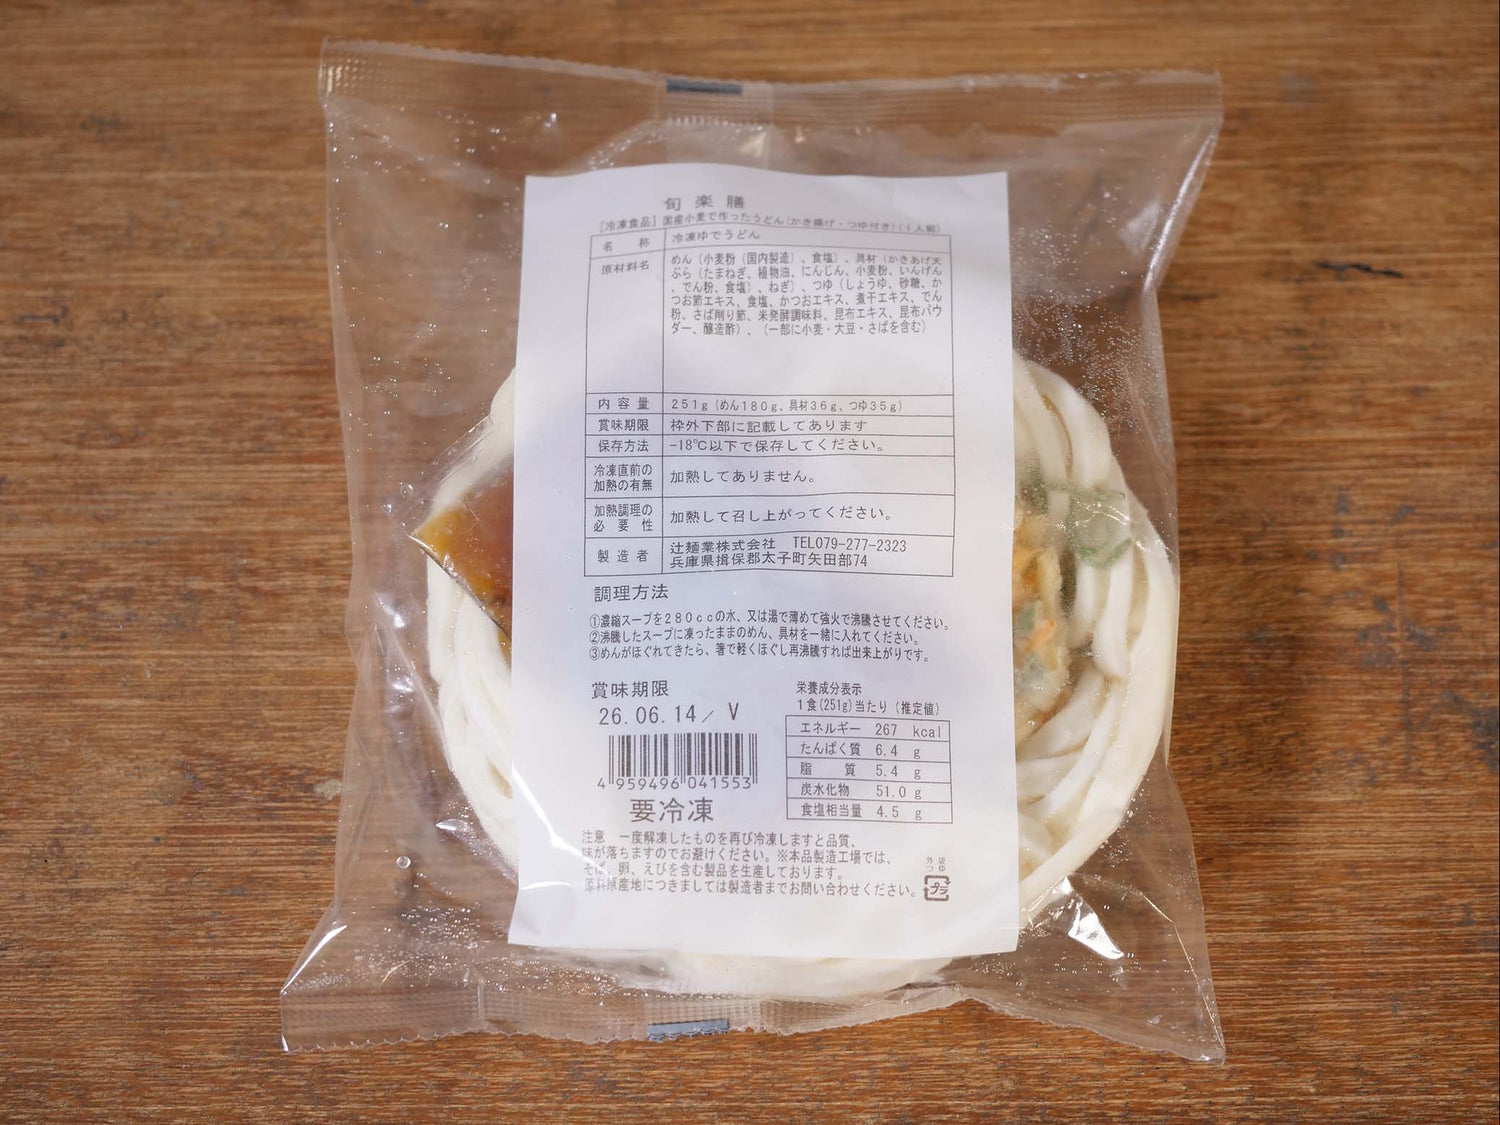 旬楽膳
[冷凍食品] 国産小麦で作ったうどん(かき揚げ・つゆ付き)(1人前)
名称 冷凍ゆでうどん
原材料名 めん（小麦粉（国内製造）、食塩）、具材（かきあげ天
ぷら（たまねぎ、植物油、にんじん、小麦粉、いんげん
、でん粉、食塩）、ねぎ）、つゆ（しょうゆ、砂糖、か
つお節エキス、食塩、かつおエキス、煮干エキス、でん
粉、さば削り節、米発酵調味料、昆布エキス、昆布パウ
ダー、醸造酢）、（一部に小麦・大豆・さばを含む）
内容量 251g（めん180g、具材36g、つゆ35g）
賞味期限 枠外下部に記載してあります
保存方法 -18℃以下で保存してください。
冷凍直前の
加熱の有無 加熱してありません。
加熱調理の
必要性 加熱して召し上がってください。
製造者 辻麺業株式会社 TEL079-277-2323
兵庫県揖保郡太子町矢田部74
調理方法
①濃縮スープを280ccの水、又は湯で薄めて強火で沸騰させてください。
②沸騰したスープに凍ったままのめん、具材を一緒に入れてください。
③めんがほぐれてきたら、箸で軽くほぐし再沸騰すれば出来上がりです。
賞味期限
26.06.14/ V
4 959496 041553
要冷凍
栄養成分表示
1食(251g)当たり（推定値）
エネルギー 267 kcal
たんぱく質 6.4 g
脂質 5.4 g
炭水化物 51.0 g
食塩相当量 4.5 g
注意 一度解凍したものを再び冷凍しますと品質、
味が落ちますのでお避けください。※本品製造工場では、
そば、卵、えびを含む製品を生産しております。
原料原産地につきましては製造者までお問い合わせください。
外袋
つゆ
プラ